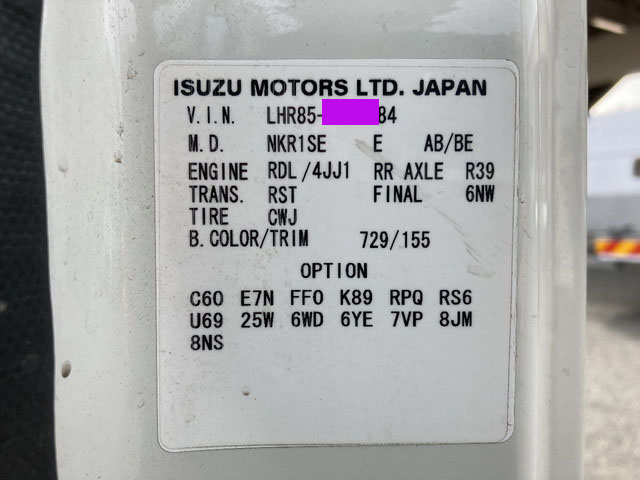 ISUZU MOTORS LTD. JAPAN
V.I.N. LHR85- 84
M.D. NKR1SE E AB/BE
ENGINE RDL/4JJ1 RR AXLE R39
TRANS. RST FINAL 6NW
TIRE CWJ
B.COLOR/TRIM 729/155
OPTION
C60 E7N FF0 K89 RPQ RS6
U69 25W 6WD 6YE 7VP 8JM
8NS